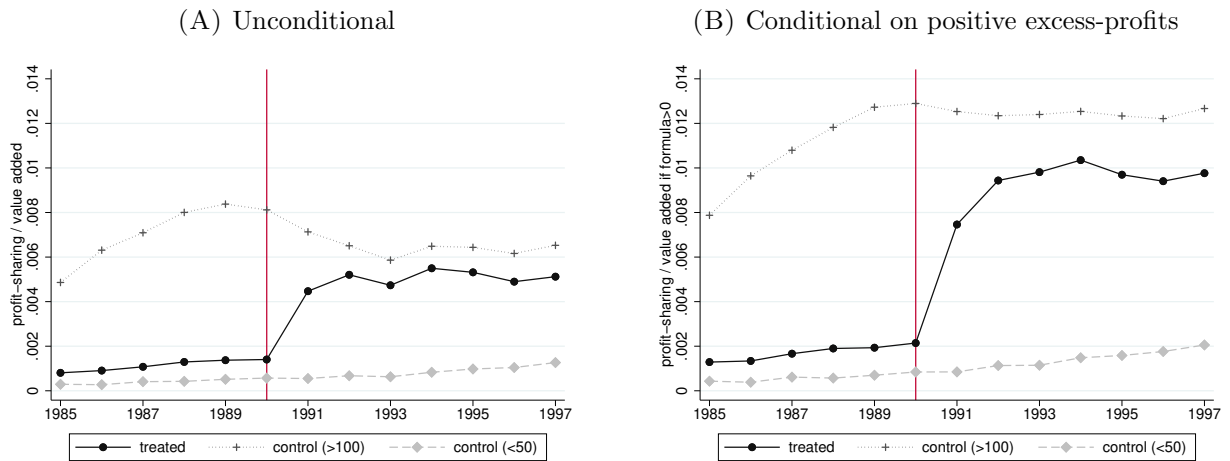 (A) Unconditional
profit−sharing / value added
.014
.012
.01
.008
.006
.004
.002
0
1985 1987 1989 1991 1993 1995 1997
treated control (>100) control (<50)
(B) Conditional on positive excess-profits
profit−sharing / value added if formula>0
.014
.012
.01
.008
.006
.004
.002
0
1985 1987 1989 1991 1993 1995 1997
treated control (>100) control (<50)